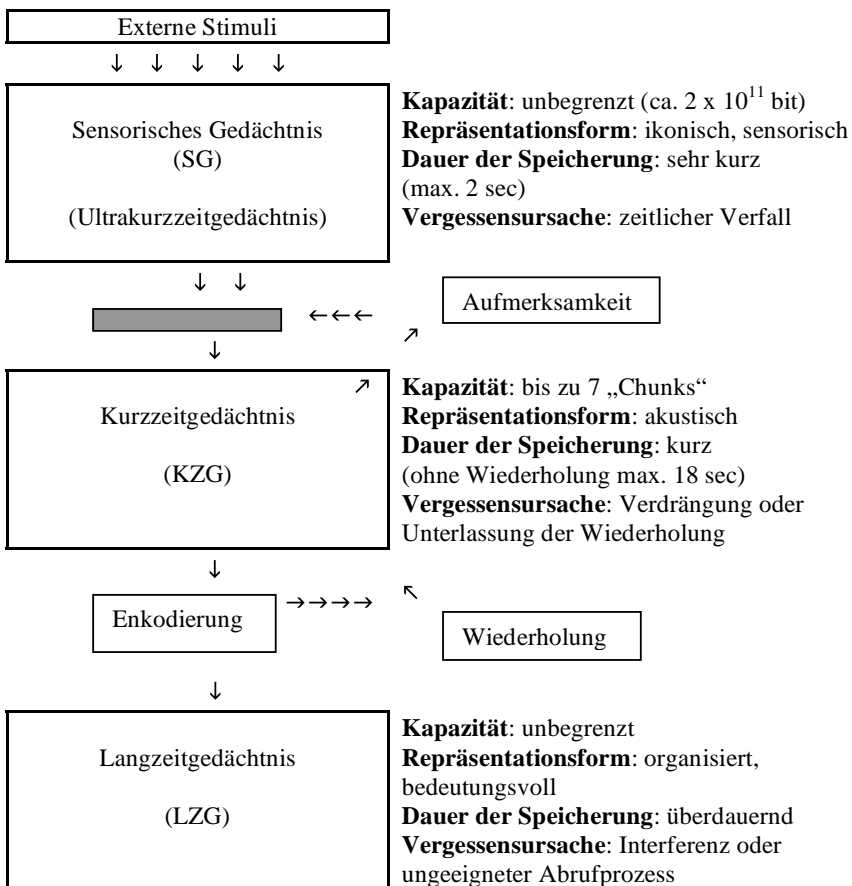 Externe Stimuli
↓ ↓ ↓ ↓ ↓
Sensorisches Gedächtnis
(SG)
(Ultrakurzzeitgedächtnis)
Kapazität: unbegrenzt (ca. 2 x 10¹¹ bit)
Repräsentationsform: ikonisch, sensorisch
Dauer der Speicherung: sehr kurz
(max. 2 sec)
Vergessensursache: zeitlicher Verfall
↓ ↓
←←← 
Aufmerksamkeit
↗
↓
↗
Kurzzeitgedächtnis
(KZG)
Kapazität: bis zu 7 „Chunks“
Repräsentationsform: akustisch
Dauer der Speicherung: kurz
(ohne Wiederholung max. 18 sec)
Vergessensursache: Verdrängung oder
Unterlassung der Wiederholung
↓
Enkodierung
→→→→
↖
Wiederholung
↓
Langzeitgedächtnis
(LZG)
Kapazität: unbegrenzt
Repräsentationsform: organisiert,
bedeutungsvoll
Dauer der Speicherung: überdauernd
Vergessensursache: Interferenz oder
ungeeigneter Abrufprozess